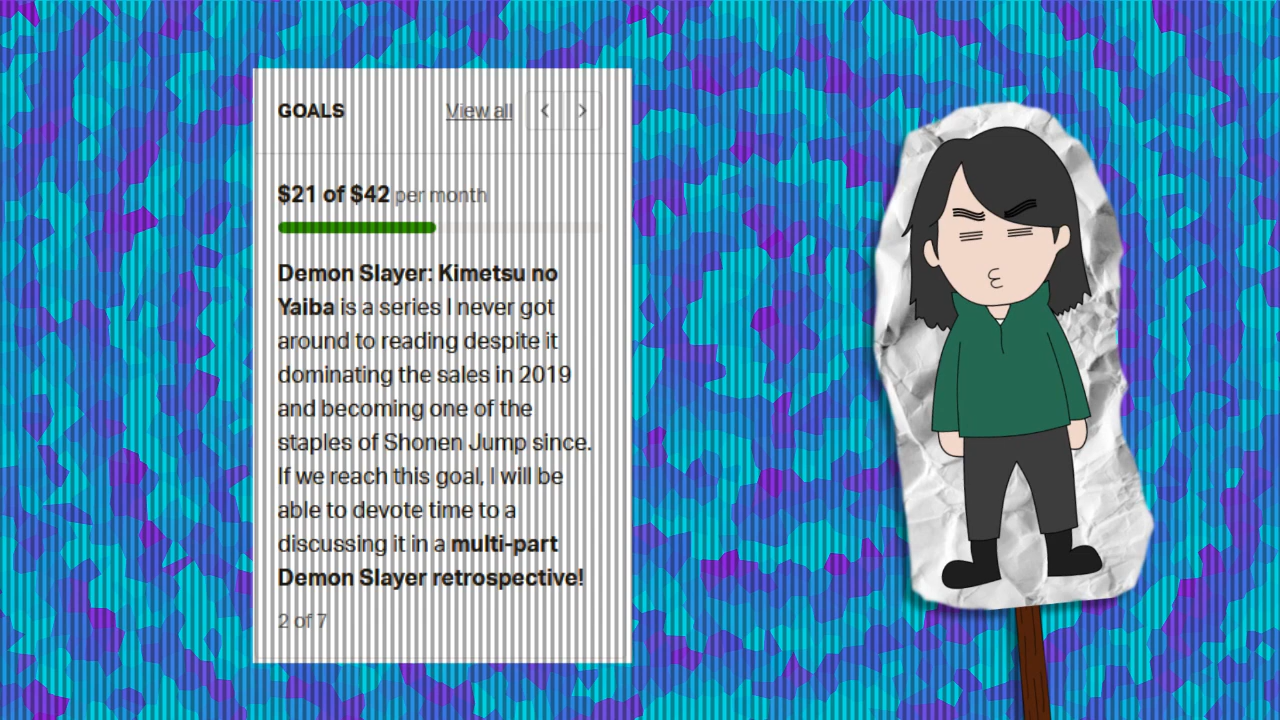 GOALS View all
$21 of $42 per month
Demon Slayer: Kimetsu no
Yaiba is a series I never got
around to reading despite it
dominating the sales in 2019
and becoming one of the
staples of Shonen Jump since.
If we reach this goal, I will be
able to devote time to a
discussing it in a multi-part
Demon Slayer retrospective!
2 of 7